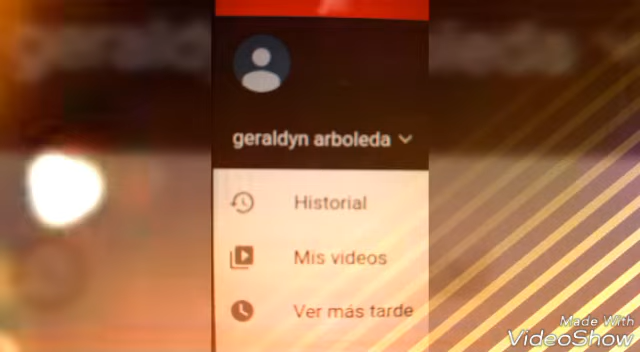 geraldyn arboleda
Historial
Mis videos
Ver más tarde
Made With
VideoShow